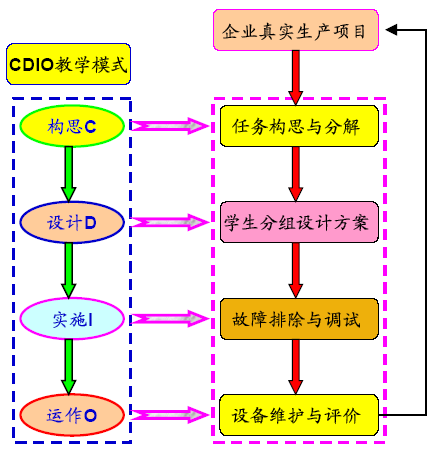 企业真实生产项目
CDIO教学模式
构思C
任务构思与分解
设计D
学生分组设计方案
实施I
故障排除与调试
运作O
设备维护与评价